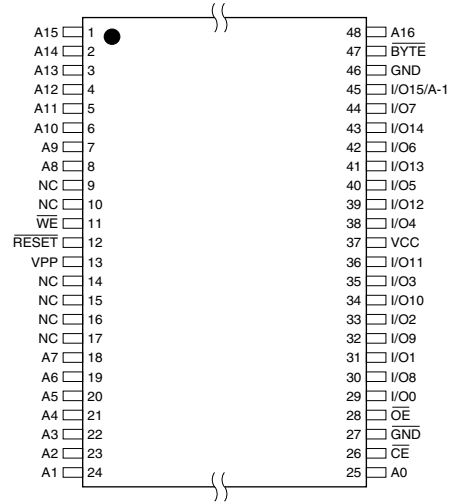 A15 1 48 A16
A14 2 47 BYTE
A13 3 46 GND
A12 4 45 I/O15/A-1
A11 5 44 I/O7
A10 6 43 I/O14
A9 7 42 I/O6
A8 8 41 I/O13
NC 9 40 I/O5
NC 10 39 I/O12
WE 11 38 I/O4
RESET 12 37 VCC
VPP 13 36 I/O11
NC 14 35 I/O3
NC 15 34 I/O10
NC 16 33 I/O2
NC 17 32 I/O9
A7 18 31 I/O1
A6 19 30 I/O8
A5 20 29 I/O0
A4 21 28 OE
A3 22 27 GND
A2 23 26 CE
A1 24 25 A0